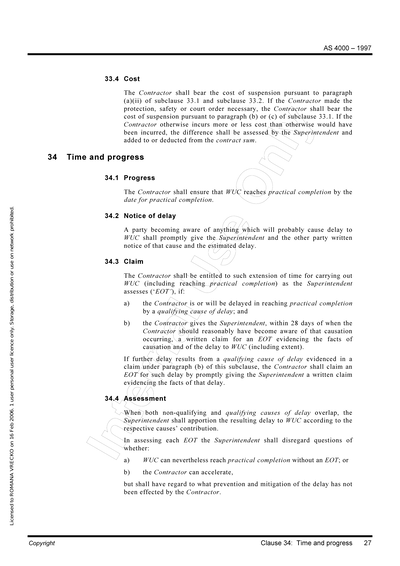 AS 4000 – 1997
33.4 Cost
The Contractor shall bear the cost of suspension pursuant to paragraph
(a)(ii) of subclause 33.1 and subclause 33.2. If the Contractor made the
protection, safety or court order necessary, the Contractor shall bear the
cost of suspension pursuant to paragraph (b) or (c) of subclause 33.1. If the
Contractor otherwise incurs more or less cost than otherwise would have
been incurred, the difference shall be assessed by the Superintendent and
added to or deducted from the contract sum.
34 Time and progress
34.1 Progress
The Contractor shall ensure that WUC reaches practical completion by the
date for practical completion.
34.2 Notice of delay
A party becoming aware of anything which will probably cause delay to
WUC shall promptly give the Superintendent and the other party written
notice of that cause and the estimated delay.
34.3 Claim
The Contractor shall be entitled to such extension of time for carrying out
WUC (including reaching practical completion) as the Superintendent
assesses (‘EOT’), if:
a) the Contractor is or will be delayed in reaching practical completion
by a qualifying cause of delay; and
b) the Contractor gives the Superintendent, within 28 days of when the
Contractor should reasonably have become aware of that causation
occurring, a written claim for an EOT evidencing the facts of
causation and of the delay to WUC (including extent).
If further delay results from a qualifying cause of delay evidenced in a
claim under paragraph (b) of this subclause, the Contractor shall claim an
EOT for such delay by promptly giving the Superintendent a written claim
evidencing the facts of that delay.
34.4 Assessment
When both non-qualifying and qualifying causes of delay overlap, the
Superintendent shall apportion the resulting delay to WUC according to the
respective causes’ contribution.
In assessing each EOT the Superintendent shall disregard questions of
whether:
a) WUC can nevertheless reach practical completion without an EOT; or
b) the Contractor can accelerate,
but shall have regard to what prevention and mitigation of the delay has not
been effected by the Contractor.
Copyright Clause 34: Time and progress 27
Licensed to ROMANA VRECKO on 16 Feb 2006. 1 user personal user licence only. Storage, distribution or use on network prohibited.